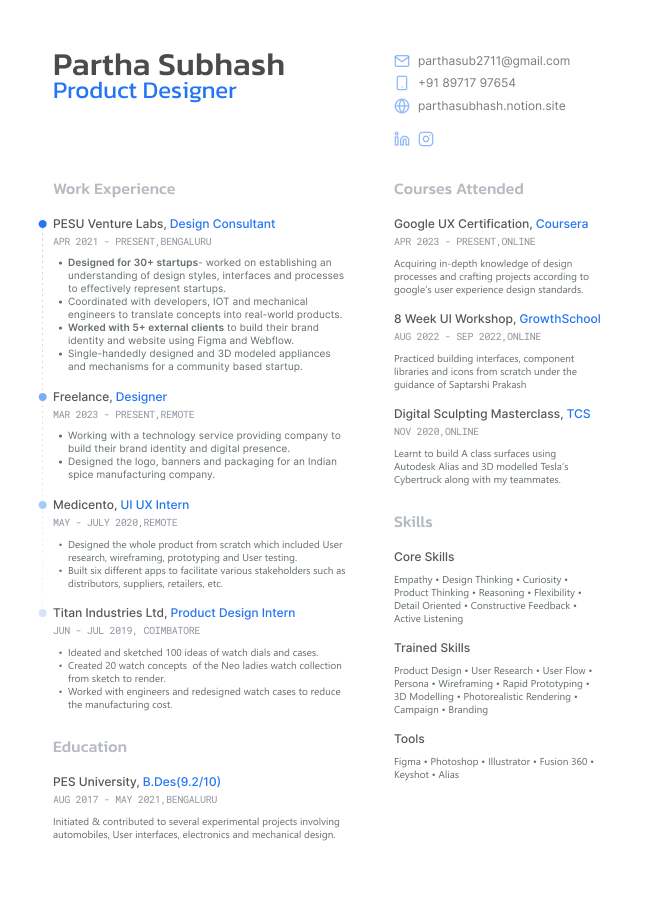 Partha Subhash
Product Designer
parthasub2711@gmail.com
+91 89717 97654
parthasubhash.notion.site
Work Experience
PESU Venture Labs, Design Consultant
APR 2021 - PRESENT,BENGALURU
• Designed for 30+ startups- worked on establishing an
understanding of design styles, interfaces and processes
to effectively represent startups.
• Coordinated with developers, IOT and mechanical
engineers to translate concepts into real-world products.
• Worked with 5+ external clients to build their brand
identity and website using Figma and Webflow.
• Single-handedly designed and 3D modeled appliances
and mechanisms for a community based startup.
Freelance, Designer
MAR 2023 - PRESENT,REMOTE
• Working with a technology service providing company to
build their brand identity and digital presence.
• Designed the logo, banners and packaging for an Indian
spice manufacturing company.
Medicento, UI UX Intern
MAY - JULY 2020,REMOTE
• Designed the whole product from scratch which included User
research, wireframing, prototyping and User testing.
• Built six different apps to facilitate various stakeholders such as
distributors, suppliers, retailers, etc.
Titan Industries Ltd, Product Design Intern
JUN - JUL 2019, COIMBATORE
• Ideated and sketched 100 ideas of watch dials and cases.
• Created 20 watch concepts of the Neo ladies watch collection
from sketch to render.
• Worked with engineers and redesigned watch cases to reduce
the manufacturing cost.
Education
PES University, B.Des(9.2/10)
AUG 2017 - MAY 2021,BENGALURU
Initiated & contributed to several experimental projects involving
automobiles, User interfaces, electronics and mechanical design.
Courses Attended
Google UX Certification, Coursera
APR 2023 - PRESENT,ONLINE
Acquiring in-depth knowledge of design
processes and crafting projects according to
google's user experience design standards.
8 Week UI Workshop, GrowthSchool
AUG 2022 - SEP 2022,ONLINE
Practiced building interfaces, component
libraries and icons from scratch under the
guidance of Saptarshi Prakash
Digital Sculpting Masterclass, TCS
NOV 2020,ONLINE
Learnt to build A class surfaces using
Autodesk Alias and 3D modelled Tesla's
Cybertruck along with my teammates.
Skills
Core Skills
Empathy • Design Thinking • Curiosity •
Product Thinking • Reasoning • Flexibility •
Detail Oriented • Constructive Feedback •
Active Listening
Trained Skills
Product Design • User Research • User Flow •
Persona • Wireframing • Rapid Prototyping •
3D Modelling • Photorealistic Rendering •
Campaign • Branding
Tools
Figma • Photoshop • Illustrator • Fusion 360 •
Keyshot • Alias